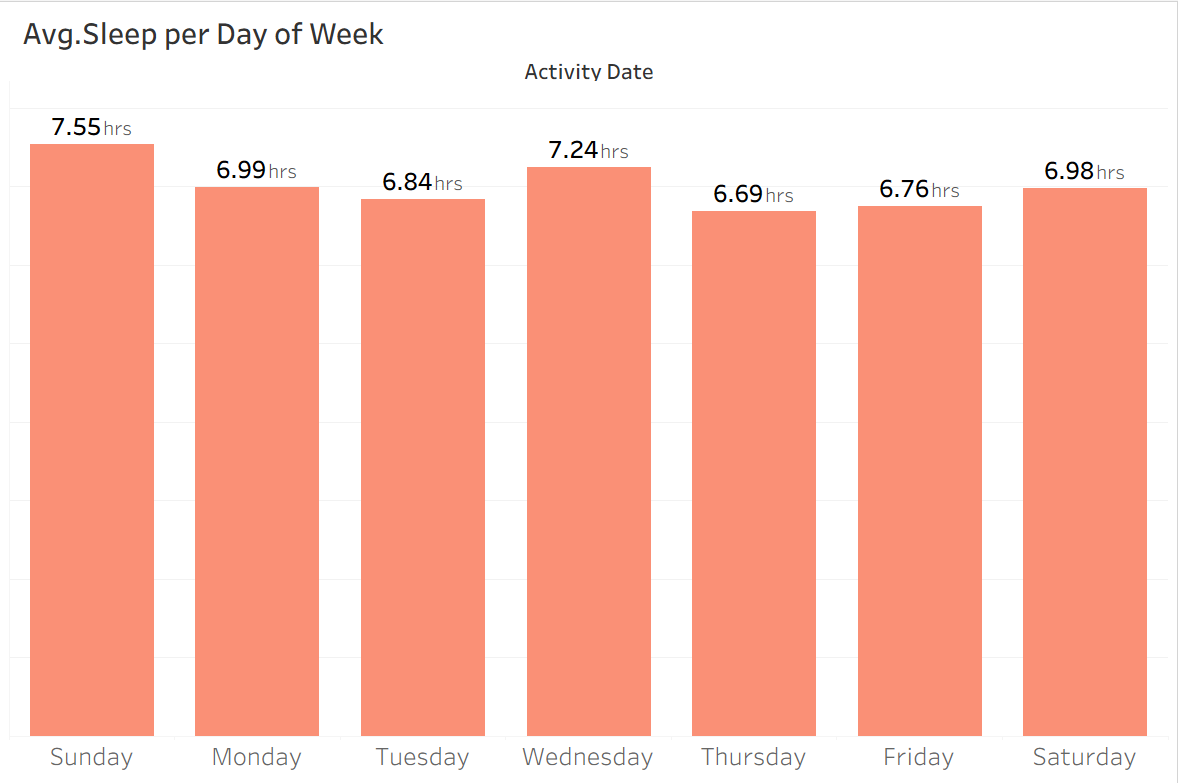 Avg.Sleep per Day of Week
Activity Date
7.55hrs
6.99hrs
6.84hrs
7.24hrs
6.69hrs
6.76hrs
6.98hrs
Sunday Monday Tuesday Wednesday Thursday Friday Saturday